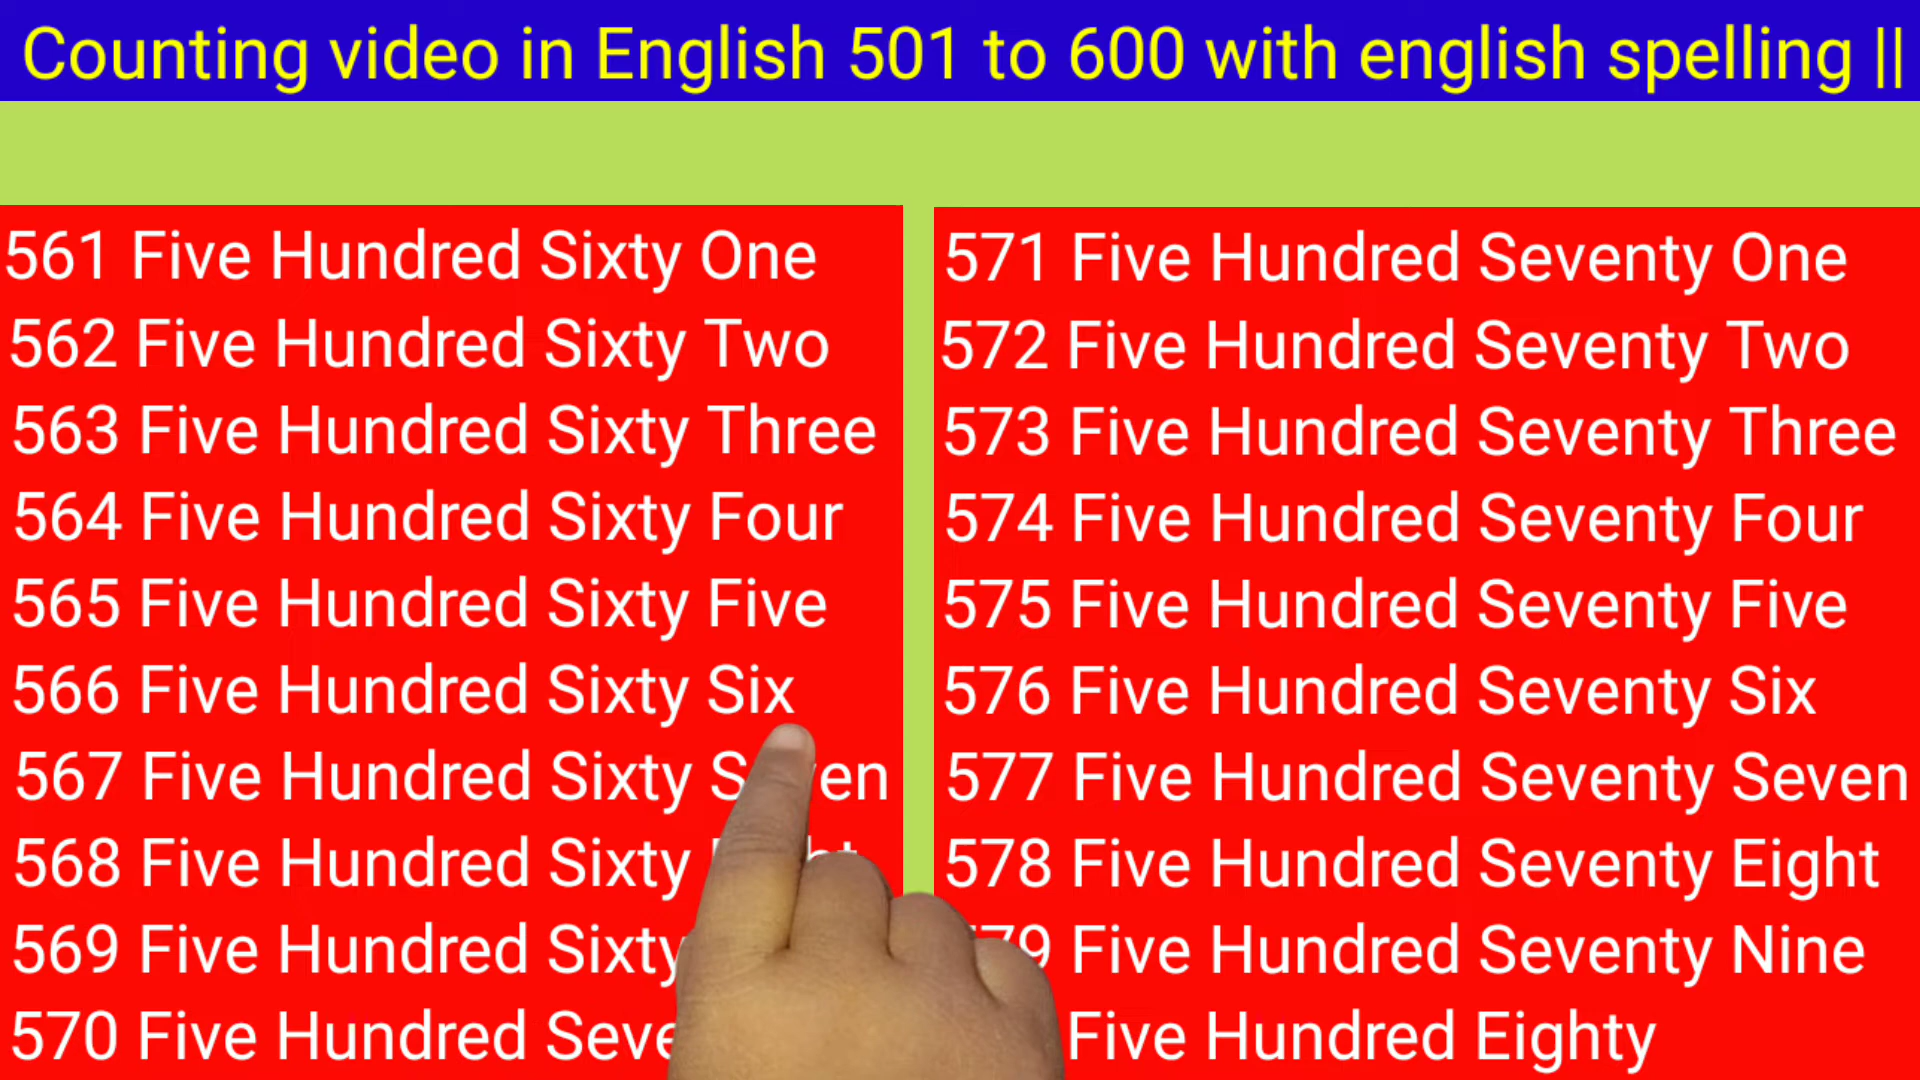 Counting video in English 501 to 600 with english spelling ||
561 Five Hundred Sixty One
562 Five Hundred Sixty Two
563 Five Hundred Sixty Three
564 Five Hundred Sixty Four
565 Five Hundred Sixty Five
566 Five Hundred Sixty Six
567 Five Hundred Sixty
568 Five Hundred Sixty
569 Five Hundred Sixty
570 Five Hundred
571 Five Hundred Seventy One
572 Five Hundred Seventy Two
573 Five Hundred Seventy Three
574 Five Hundred Seventy Four
575 Five Hundred Seventy Five
576 Five Hundred Seventy Six
577 Five Hundred Seventy Seven
578 Five Hundred Seventy Eight
Five Hundred Seventy Nine
Five Hundred Eighty